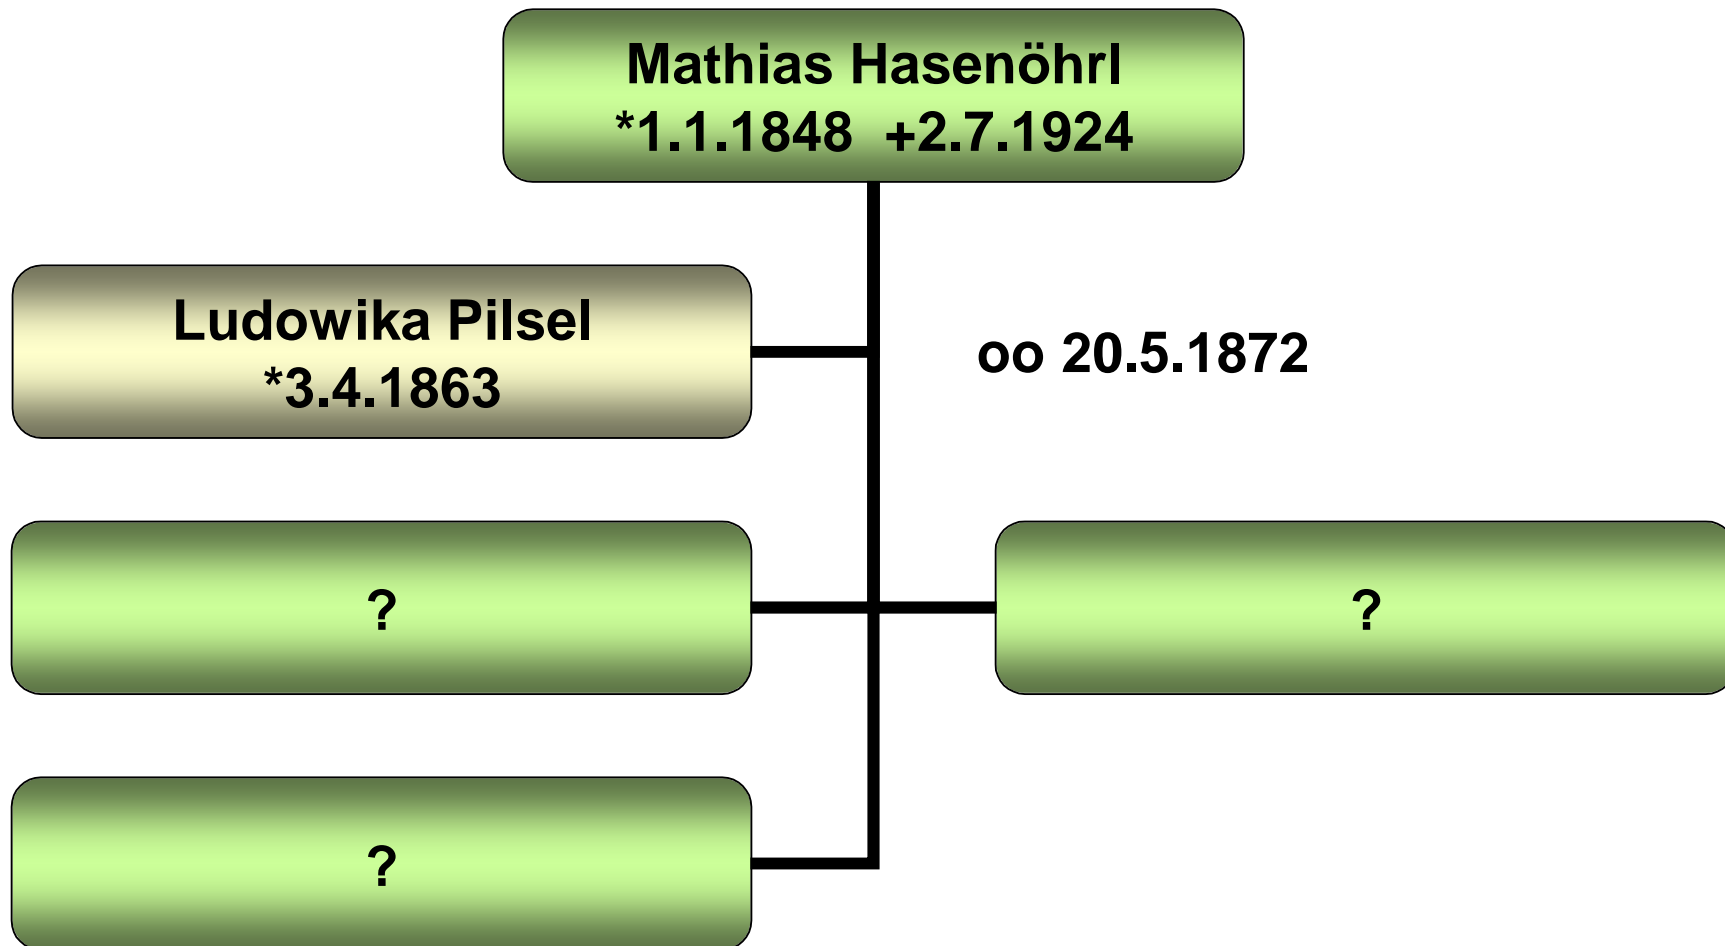 Mathias Hasenöhrl
*1.1.1848 +2.7.1924
Ludowika Pilsel
*3.4.1863
oo 20.5.1872
?
?
?